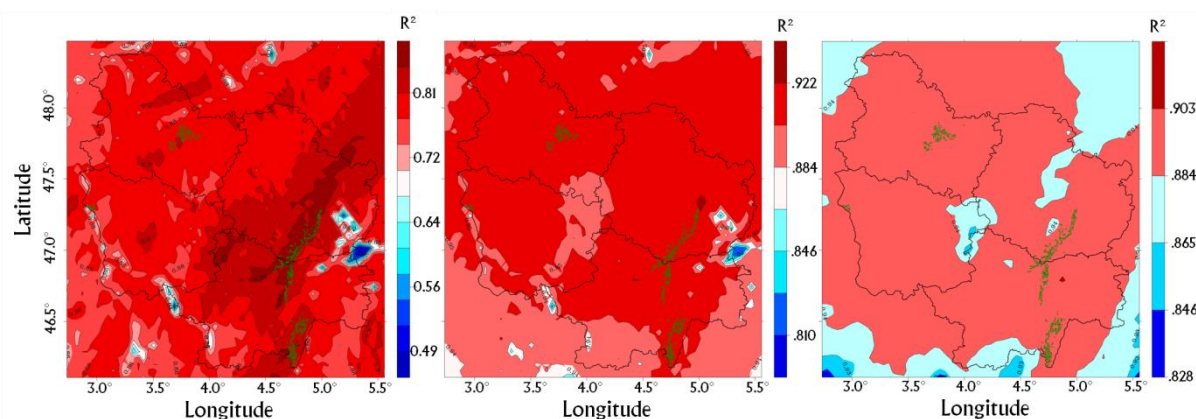 R² R² R²
48.0° 47.5° 47.0° 46.5°
Latitude
0.81 0.72 0.64 0.56 0.49
.922 .884 .846 .810
.903 .884 .865 .846 .828
3.0° 3.5° 4.0° 4.5° 5.0° 5.5° 3.0° 3.5° 4.0° 4.5° 5.0° 5.5° 3.0° 3.5° 4.0° 4.5° 5.0° 5.5°
Longitude Longitude Longitude